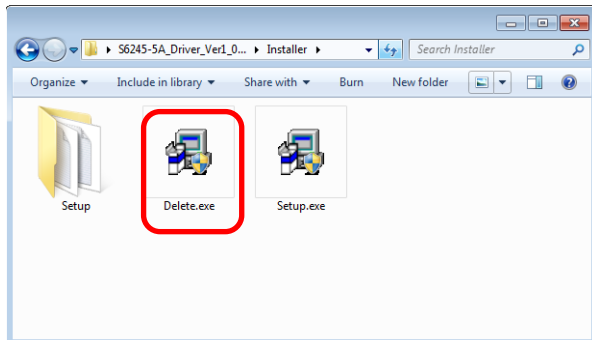 S6245-5A_Driver_Ver1_0... Installer Search Installer
Organize Include in library Share with Burn New folder
Setup Delete.exe Setup.exe